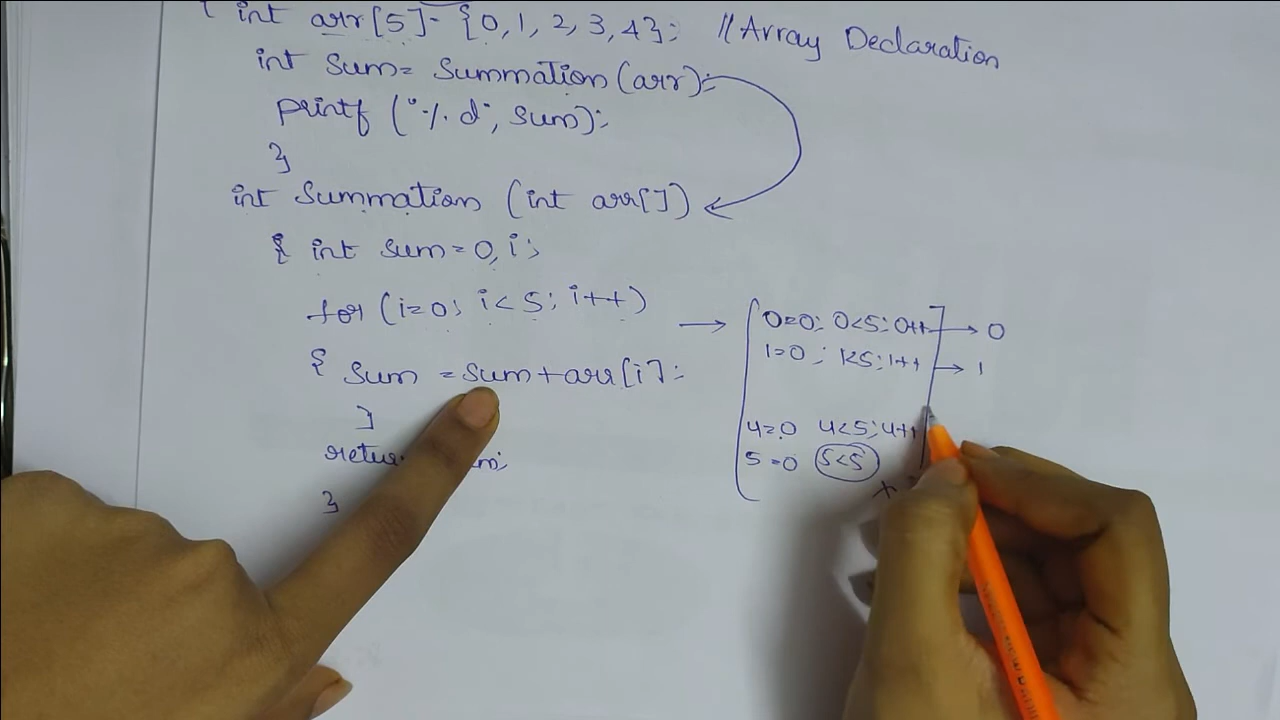 { int arr[5]= {0,1,2,3,4}; //Array Declaration
int Sum= Summation (arr);
printf ("%d", Sum);
}
int Summation (int arr[])
{ int sum=0,i;
for (i=0; i<5; i++)
{ Sum =sum+arr[i];
}
sum;
}
0=0; 0<5; 0++ → 0
1=0; 1<5; 1++ → 1
4=0 4<5; 4++
5=0 5<5
x